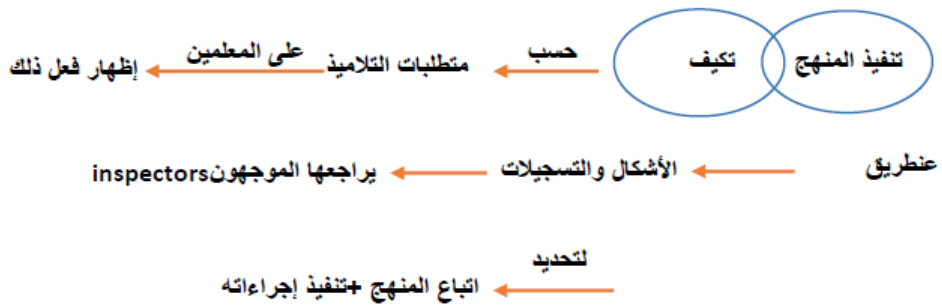 تنفيذ المنهج تكيف حسب متطلبات التلاميذ على المعلمين إظهار فعل ذلك
عنطريق الأشكال والتسجيلات يراجعها الموجهونinspectors
لتحديد اتباع المنهج +تنفيذ إجراءاته